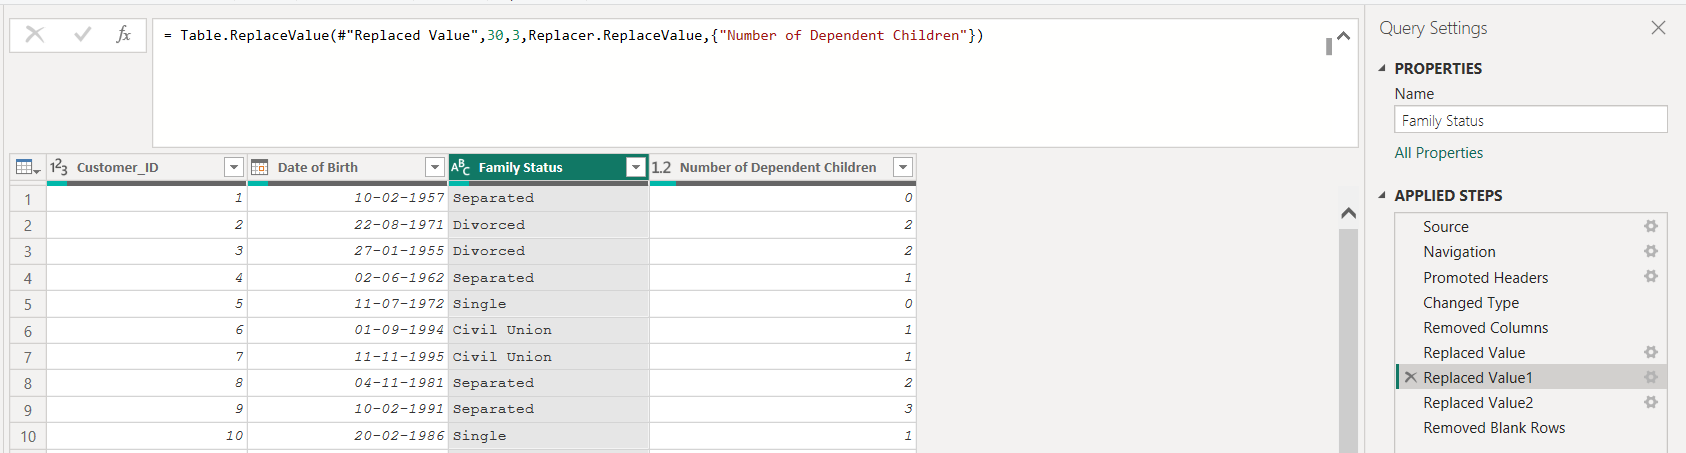 = Table.ReplaceValue(#"Replaced Value",30,3,Replacer.ReplaceValue,{"Number of Dependent Children"})
fx
Query Settings
PROPERTIES
Name
Family Status
All Properties
APPLIED STEPS
Source
Navigation
Promoted Headers
Changed Type
Removed Columns
Replaced Value
Replaced Value1
Replaced Value2
Removed Blank Rows
123 Customer_ID Date of Birth ABC Family Status 1.2 Number of Dependent Children
1 1 10-02-1957 Separated 0
2 2 22-08-1971 Divorced 2
3 3 27-01-1955 Divorced 2
4 4 02-06-1962 Separated 1
5 5 11-07-1972 Single 0
6 6 01-09-1994 Civil Union 1
7 7 11-11-1995 Civil Union 1
8 8 04-11-1981 Separated 2
9 9 10-02-1991 Separated 3
10 10 20-02-1986 Single 1